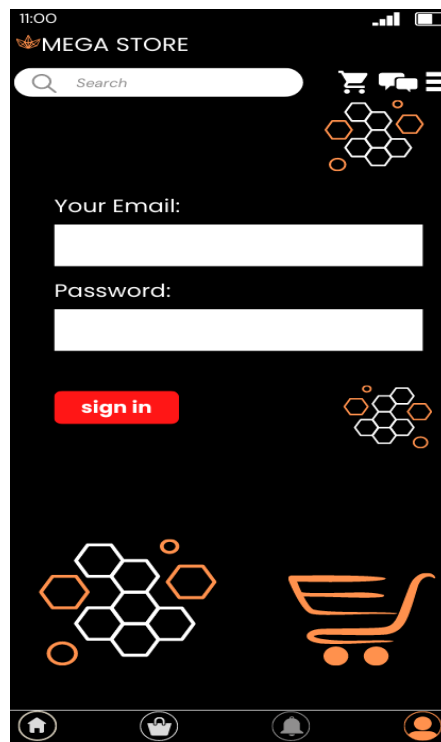 11:00
MEGA STORE
Search
Your Email:
Password:
sign in